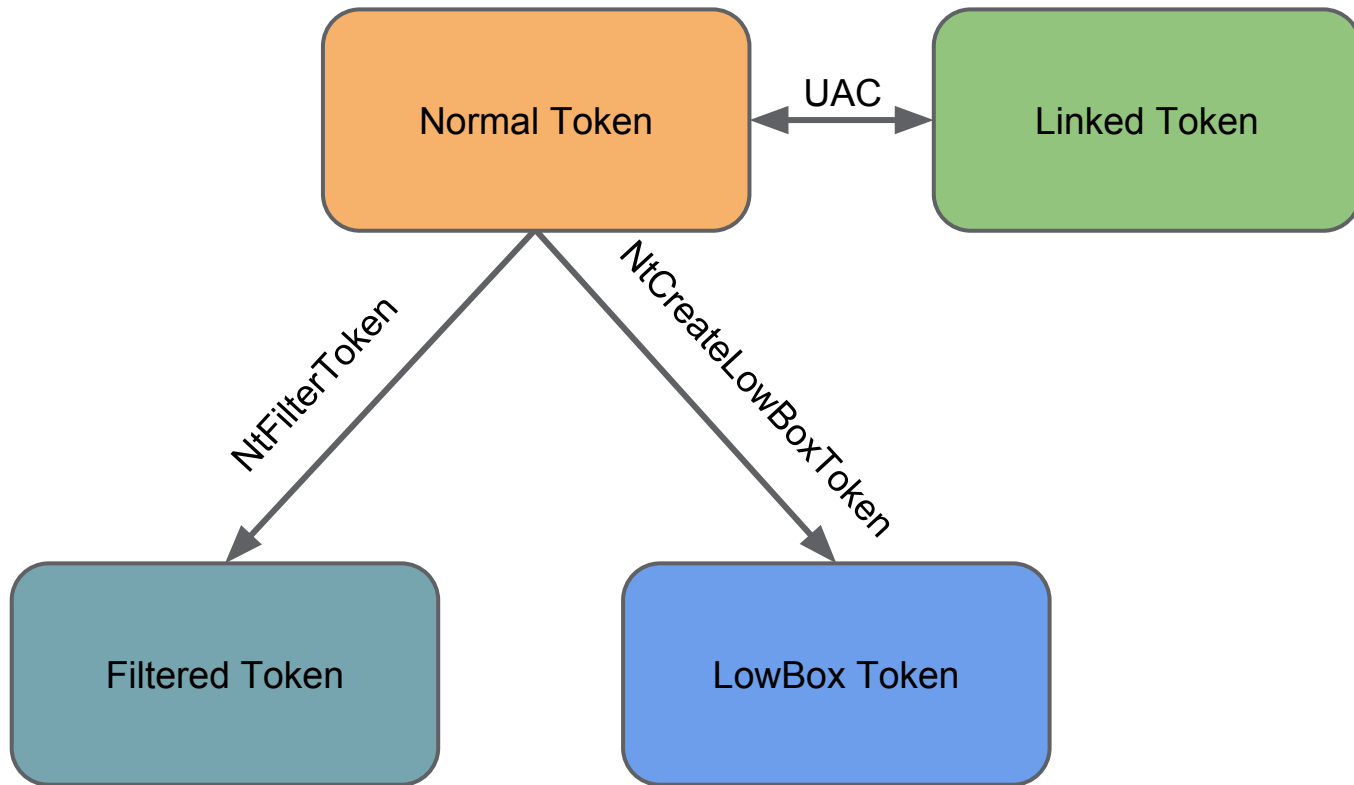 UAC
Normal Token
Linked Token
NtFilterToken
NtCreateLowBoxToken
Filtered Token
LowBox Token